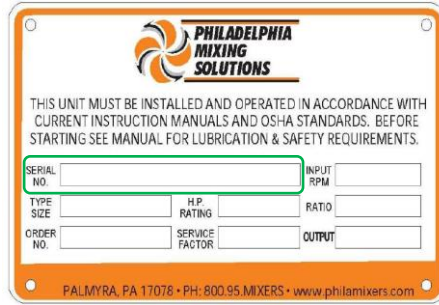 PHILADELPHIA
MIXING
SOLUTIONS
THIS UNIT MUST BE INSTALLED AND OPERATED IN ACCORDANCE WITH
CURRENT INSTRUCTION MANUALS AND OSHA STANDARDS. BEFORE
STARTING SEE MANUAL FOR LUBRICATION & SAFETY REQUIREMENTS.
SERIAL NO. INPUT RPM
TYPE SIZE H.P. RATING RATIO
ORDER NO. SERVICE FACTOR OUTPUT
PALMYRA, PA 17078 • PH: 800.95.MIXERS • www.philamixers.com